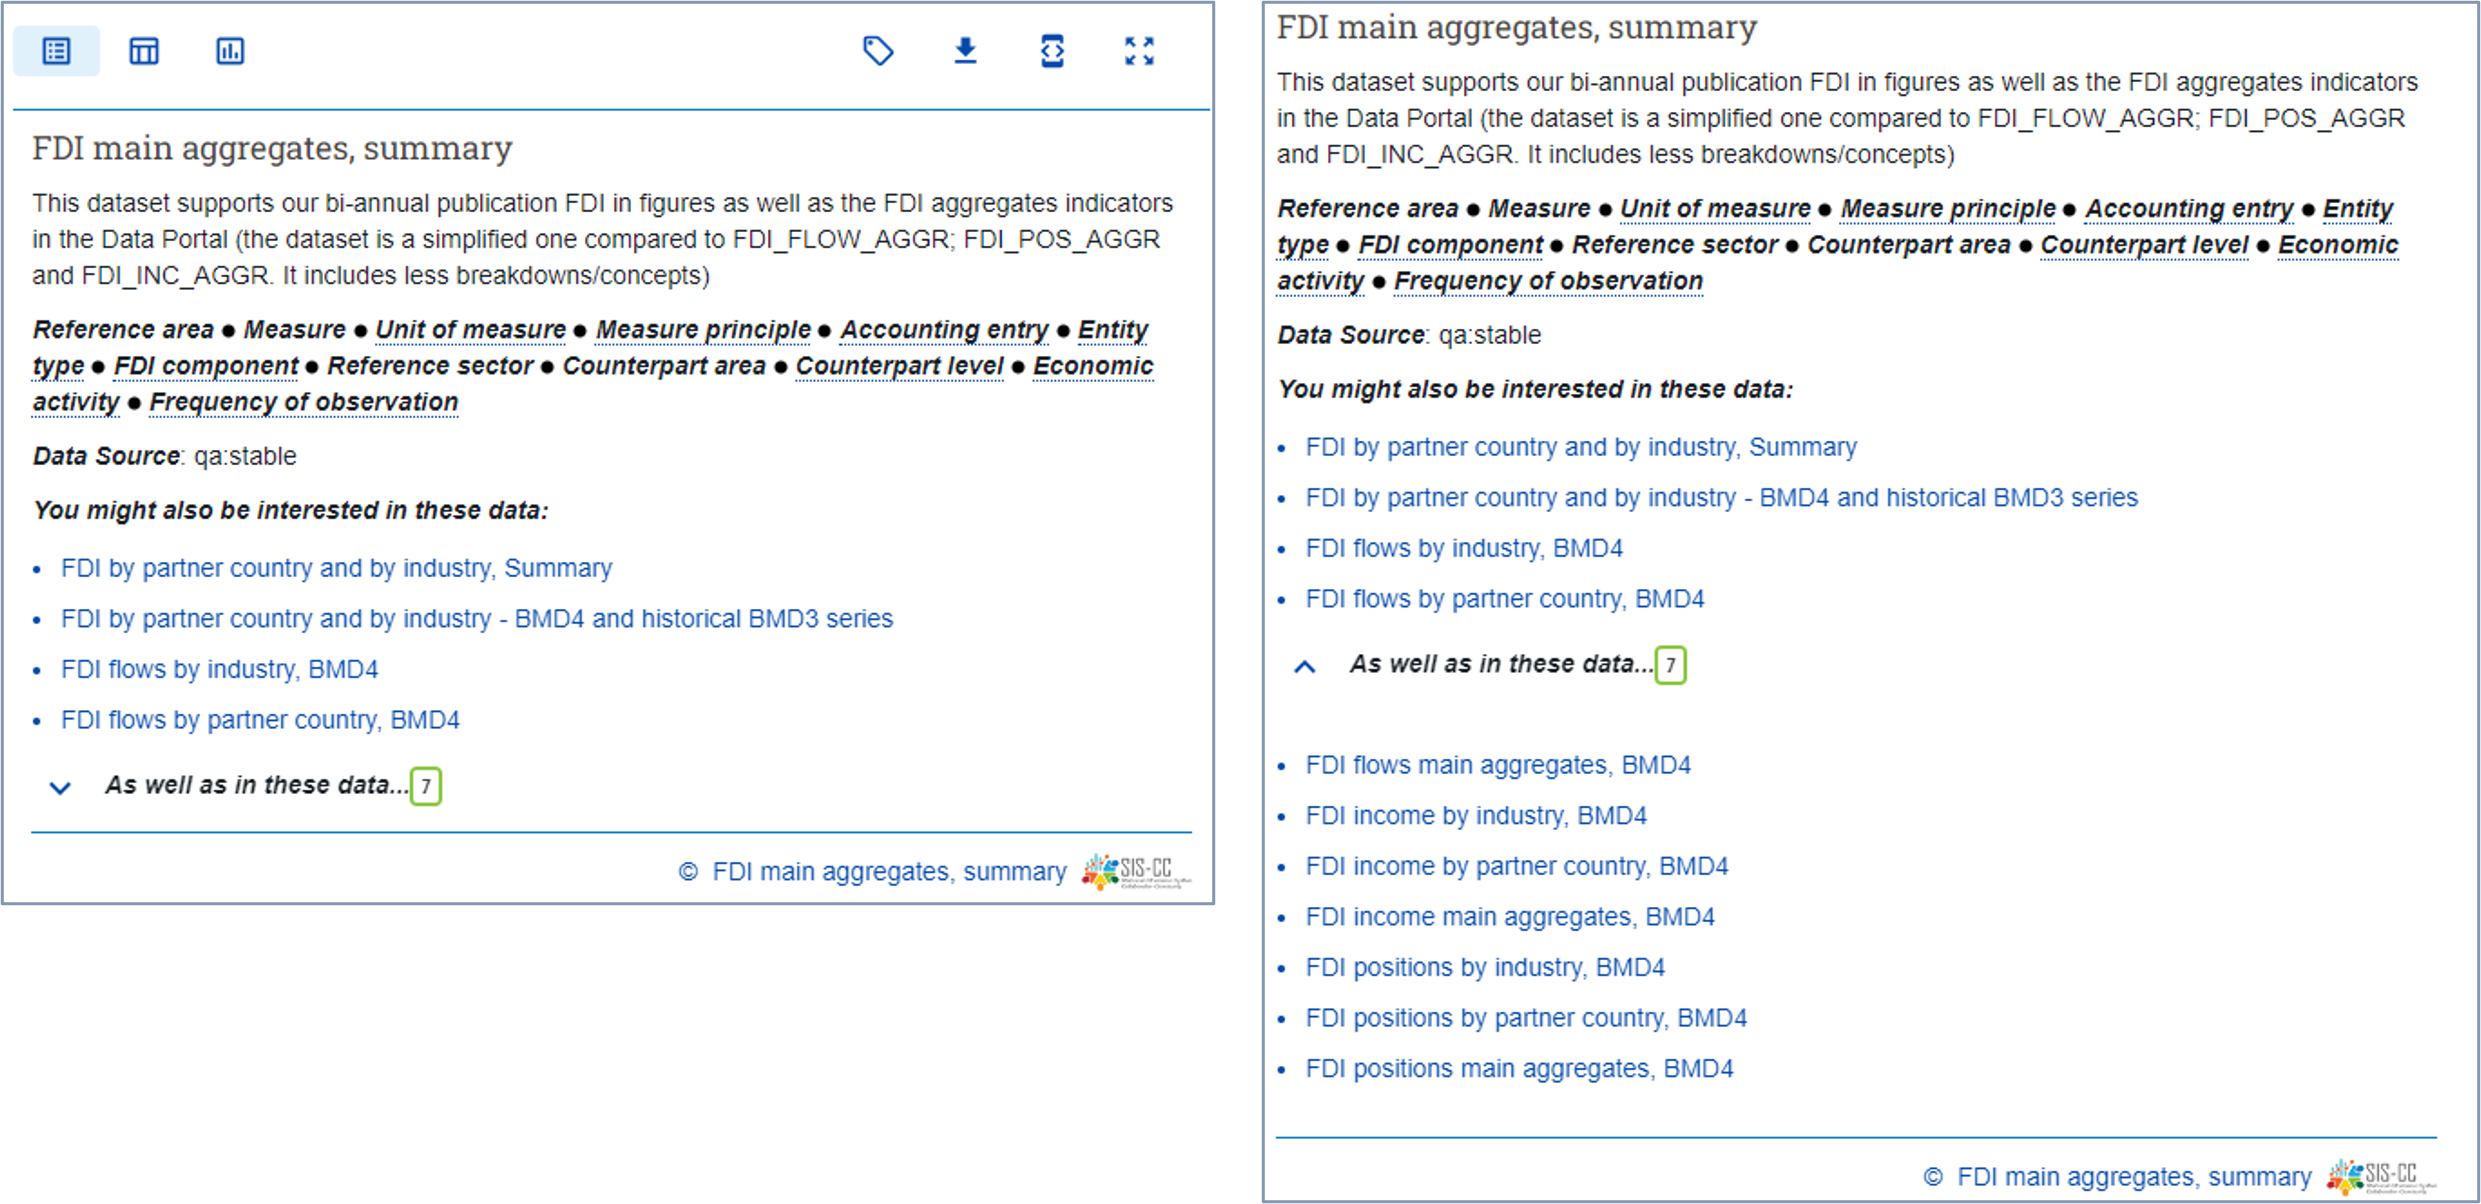 FDI main aggregates, summary
This dataset supports our bi-annual publication FDI in figures as well as the FDI aggregates indicators
in the Data Portal (the dataset is a simplified one compared to FDI_FLOW_AGGR; FDI_POS_AGGR
and FDI_INC_AGGR. It includes less breakdowns/concepts)
Reference area ● Measure ● Unit of measure ● Measure principle ● Accounting entry ● Entity
type ● FDI component ● Reference sector ● Counterpart area ● Counterpart level ● Economic
activity ● Frequency of observation
Data Source: qa:stable
You might also be interested in these data:
• FDI by partner country and by industry, Summary
• FDI by partner country and by industry - BMD4 and historical BMD3 series
• FDI flows by industry, BMD4
• FDI flows by partner country, BMD4
As well as in these data... 7
© FDI main aggregates, summary SIS-CC
FDI main aggregates, summary
This dataset supports our bi-annual publication FDI in figures as well as the FDI aggregates indicators
in the Data Portal (the dataset is a simplified one compared to FDI_FLOW_AGGR; FDI_POS_AGGR
and FDI_INC_AGGR. It includes less breakdowns/concepts)
Reference area ● Measure ● Unit of measure ● Measure principle ● Accounting entry ● Entity
type ● FDI component ● Reference sector ● Counterpart area ● Counterpart level ● Economic
activity ● Frequency of observation
Data Source: qa:stable
You might also be interested in these data:
• FDI by partner country and by industry, Summary
• FDI by partner country and by industry - BMD4 and historical BMD3 series
• FDI flows by industry, BMD4
• FDI flows by partner country, BMD4
As well as in these data... 7
• FDI flows main aggregates, BMD4
• FDI income by industry, BMD4
• FDI income by partner country, BMD4
• FDI income main aggregates, BMD4
• FDI positions by industry, BMD4
• FDI positions by partner country, BMD4
• FDI positions main aggregates, BMD4
© FDI main aggregates, summary SIS-CC